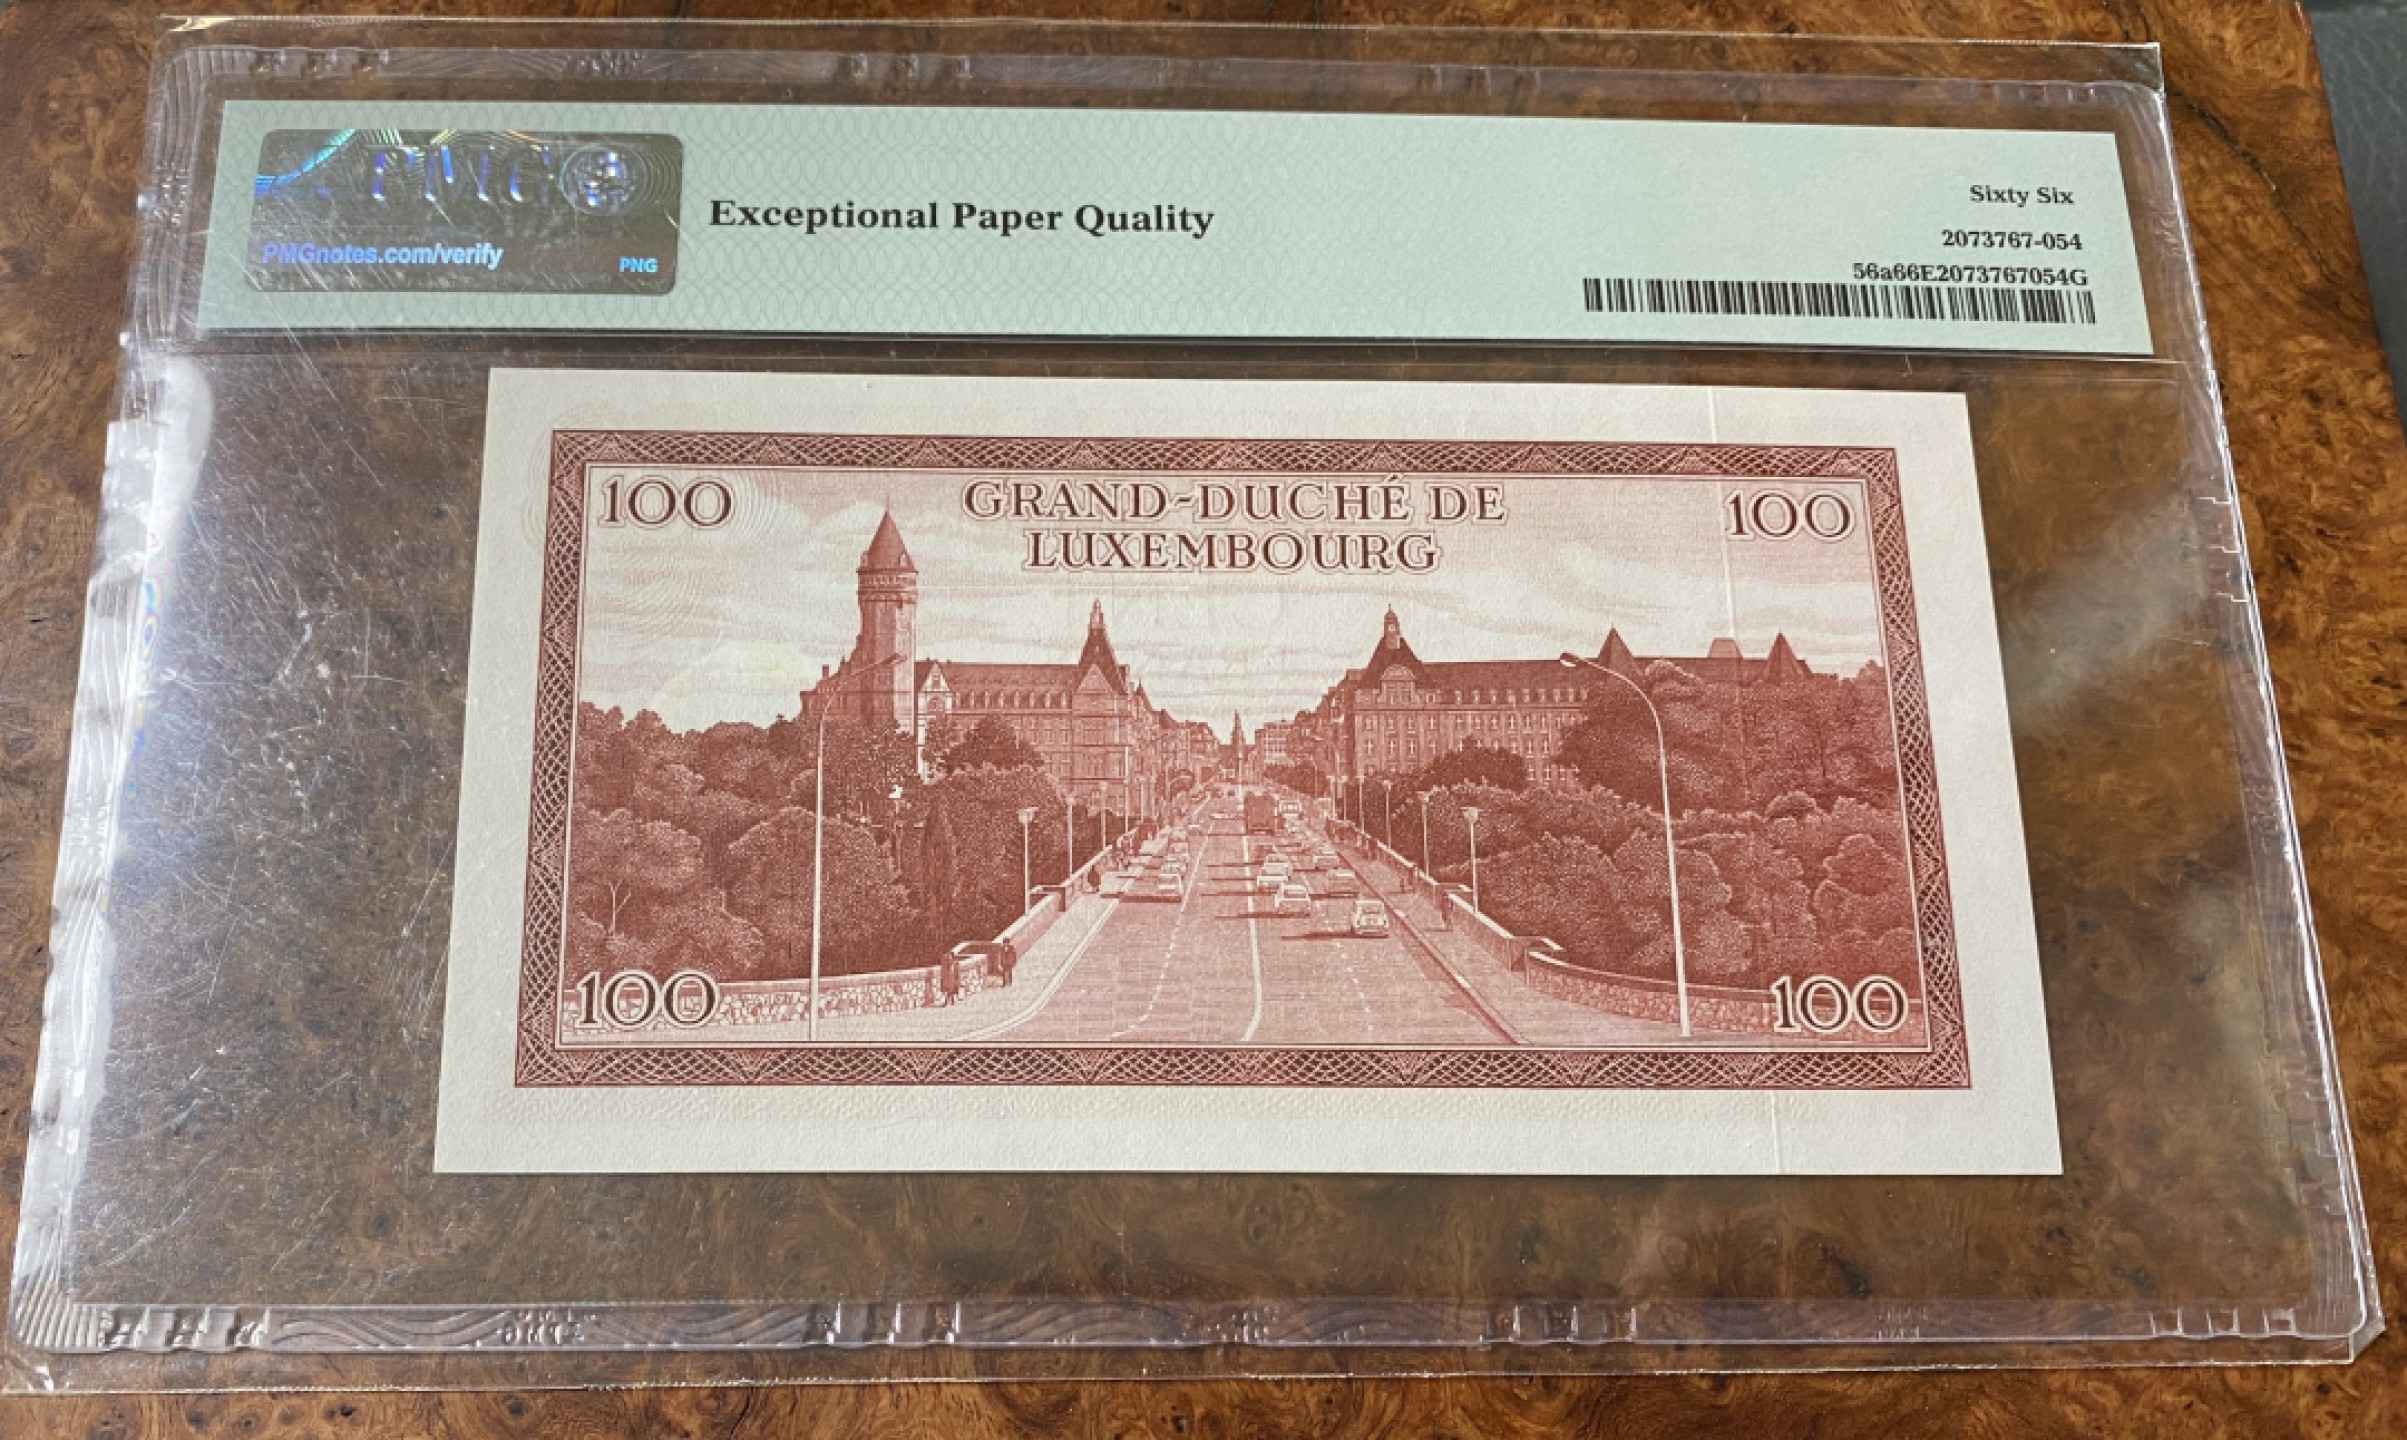 PMG
PMGnotes.com/verify
PNG
Exceptional Paper Quality
Sixty Six
2073767-054
56a66E2073767054G
100
GRAND-DUCHÉ DE
LUXEMBOURG
100
100
100